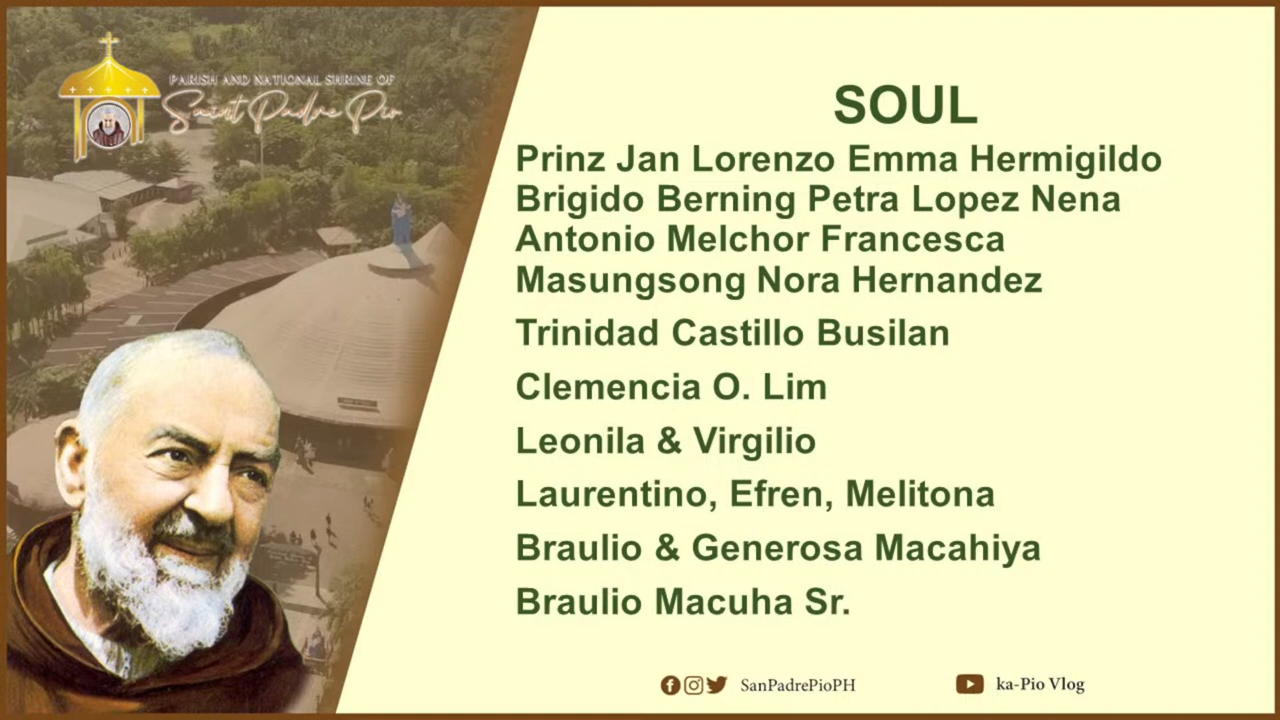 PARISH AND NATIONAL SHRINE OF
Saint Padre Pio
SOUL
Prinz Jan Lorenzo Emma Hermigildo
Brigido Berning Petra Lopez Nena
Antonio Melchor Francesca
Masungsong Nora Hernandez
Trinidad Castillo Busilan
Clemencia O. Lim
Leonila & Virgilio
Laurentino, Efren, Melitona
Braulio & Generosa Macahiya
Braulio Macuha Sr.
SanPadrePioPH
ka-Pio Vlog